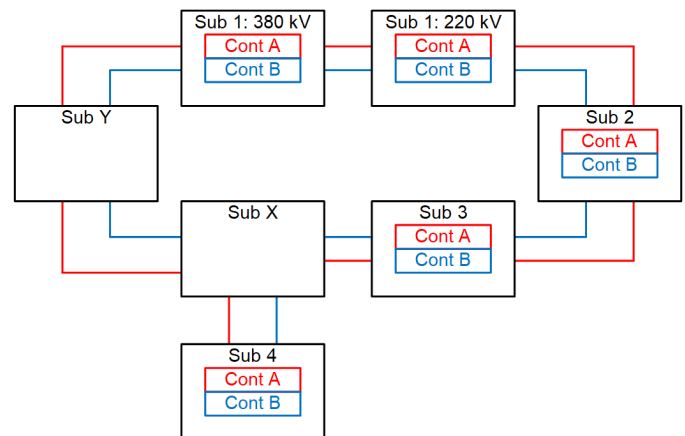 Sub 1: 380 kV
Cont A
Cont B
Sub 1: 220 kV
Cont A
Cont B
Sub Y
Sub 2
Cont A
Cont B
Sub X
Sub 3
Cont A
Cont B
Sub 4
Cont A
Cont B